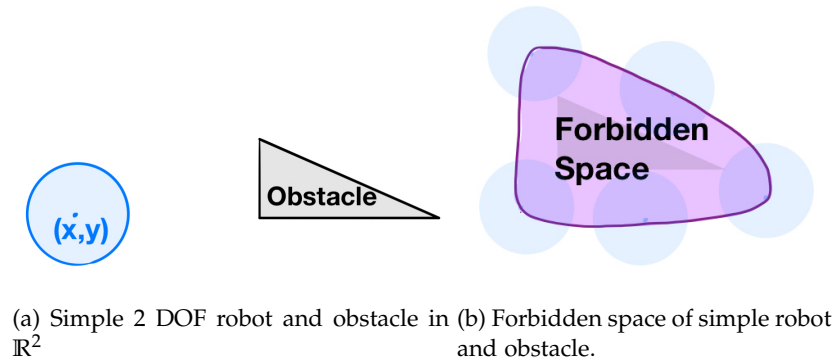 (x,y)
Obstacle
Forbidden
Space
(a) Simple 2 DOF robot and obstacle in
ℝ²
(b) Forbidden space of simple robot
and obstacle.